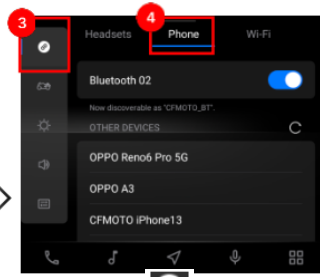 3
4
Headsets Phone Wi-Fi
Bluetooth 02
Now discoverable as "CFMOTO_BT".
OTHER DEVICES
OPPO Reno6 Pro 5G
OPPO A3
CFMOTO iPhone13